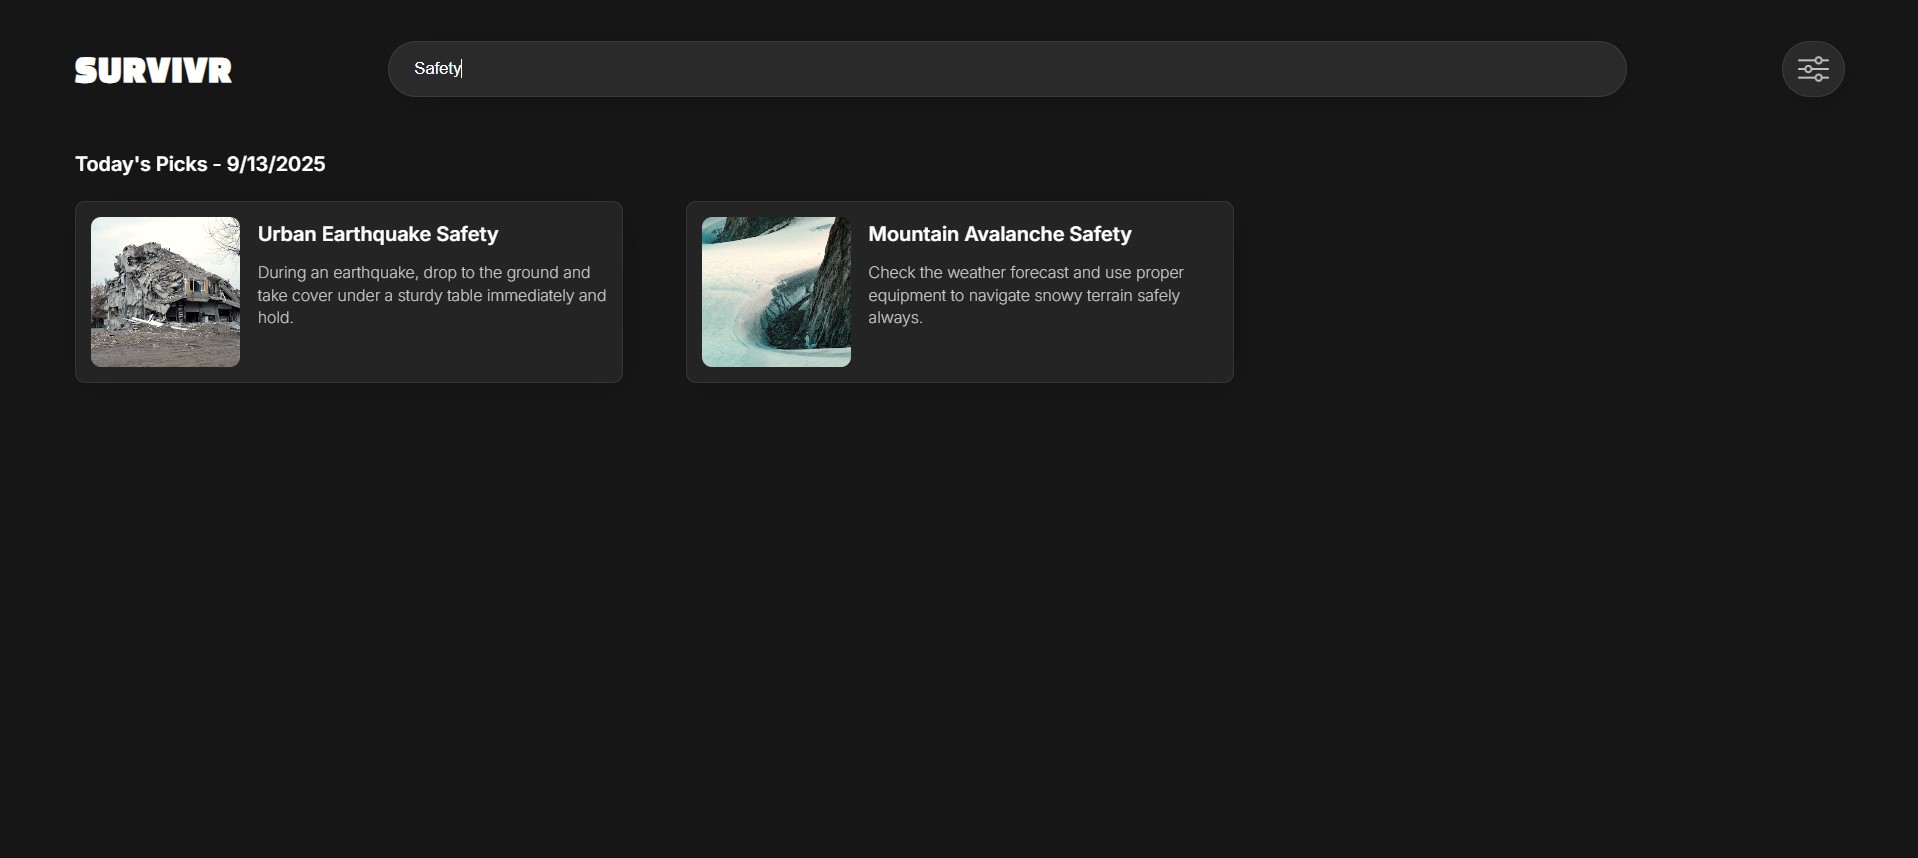 SURVIVR
Safety
Today's Picks - 9/13/2025
Urban Earthquake Safety
During an earthquake, drop to the ground and
take cover under a sturdy table immediately and
hold.
Mountain Avalanche Safety
Check the weather forecast and use proper
equipment to navigate snowy terrain safely
always.